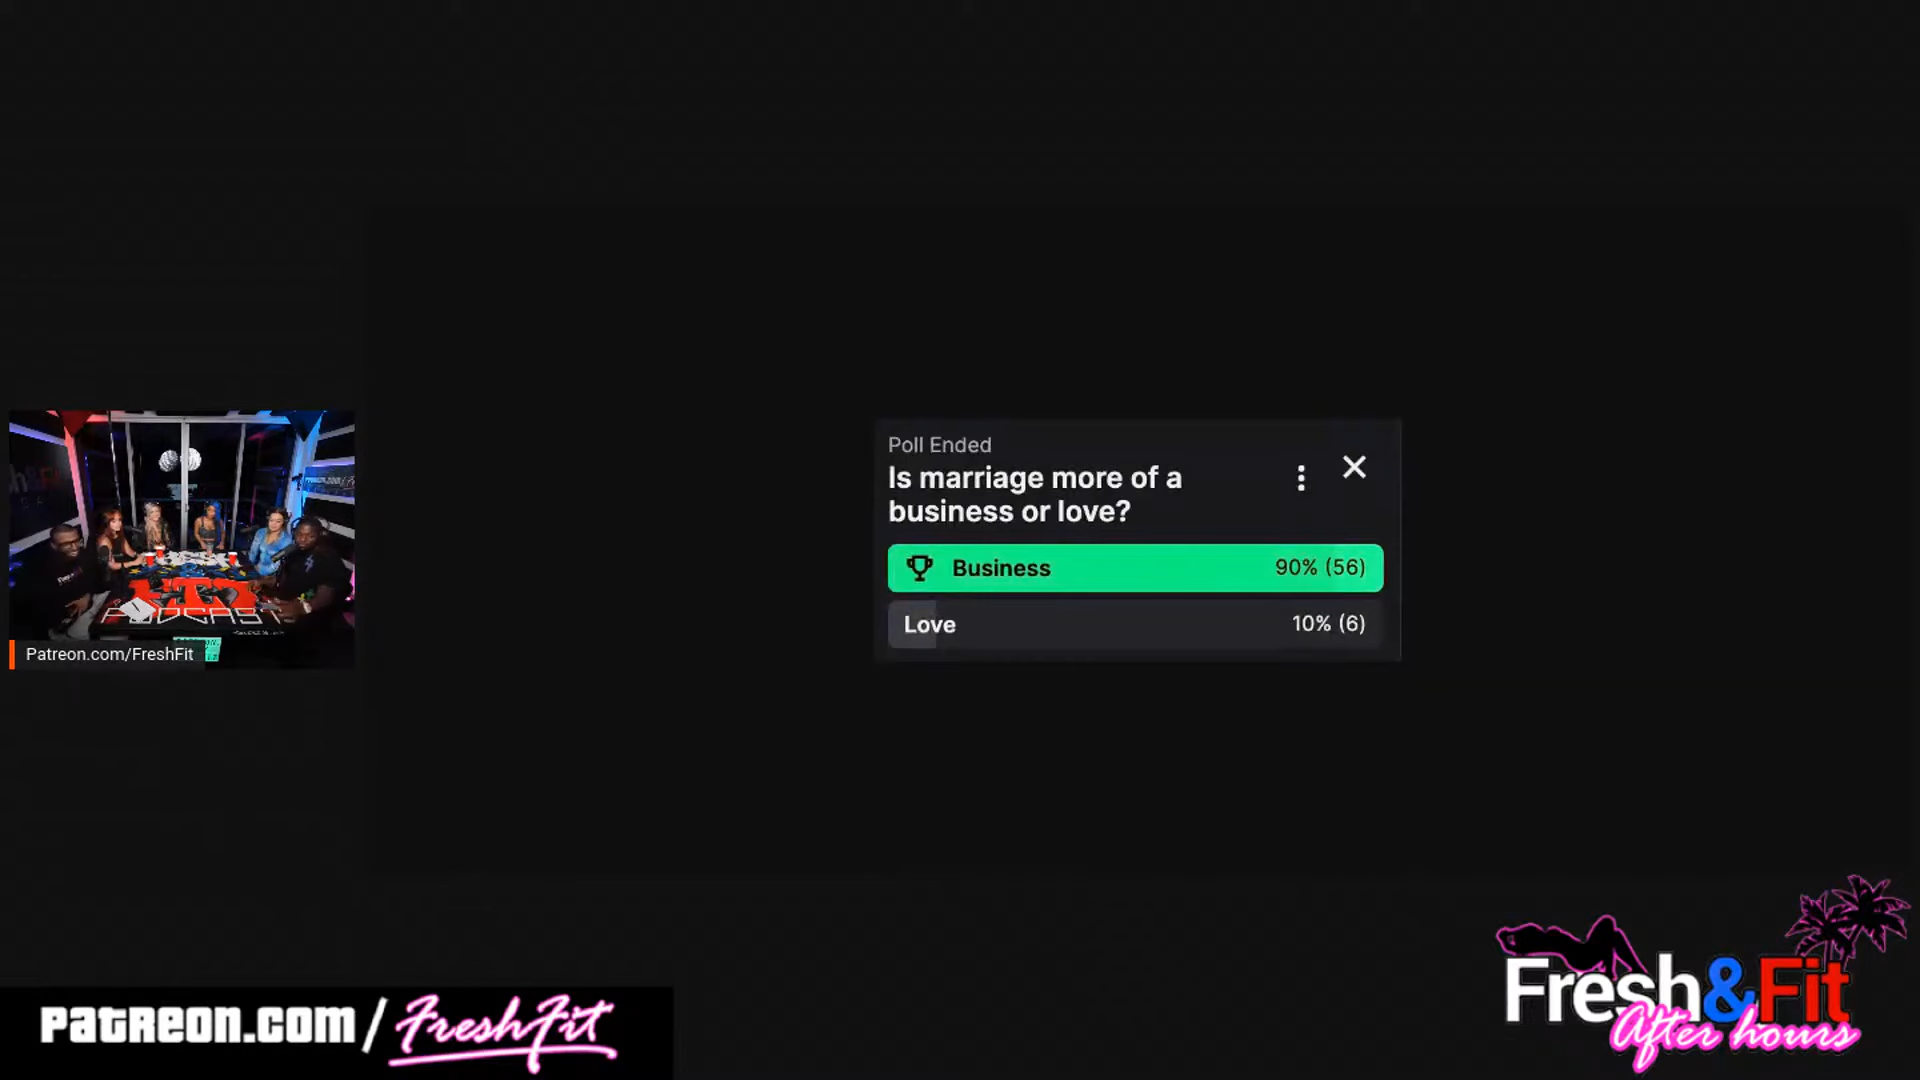 Poll Ended
Is marriage more of a
business or love?
Business 90% (56)
Love 10% (6)
PODCAST
Patreon.com/FreshFit
Patreon.com/FreshFit
Fresh&Fit
After hours